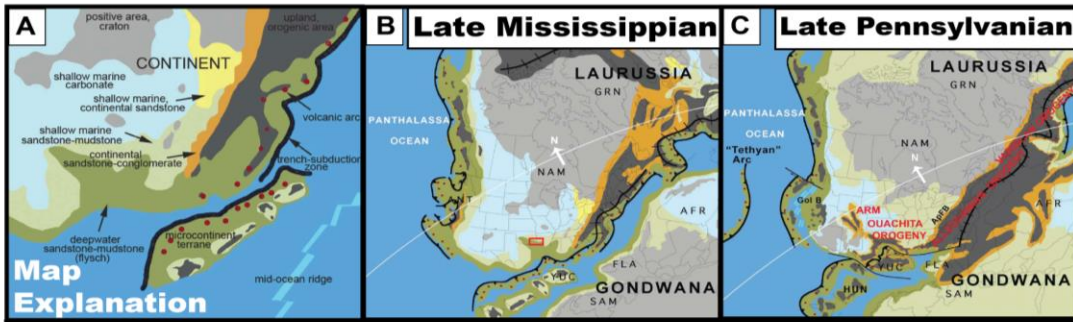 A
positive area,
craton
upland,
orogenic area
CONTINENT
shallow marine
carbonate
shallow marine,
continental sandstone
volcanic arc
shallow marine
sandstone-mudstone
continental
sandstone-conglomerate
trench-subduction
zone
deepwater
sandstone-mudstone
(flysch)
microcontinent
terrane
mid-ocean ridge
Map
Explanation
B
Late Mississippian
LAURUSSIA
GRN
PANTHALASSA
OCEAN
N
NAM
AFR
YUC
FLA
GONDWANA
SAM
C
Late Pennsylvanian
LAURUSSIA
GRN
PANTHALASSA
OCEAN
"Tethyan"
Arc
N
NAM
Gol B
ARM
OUACHITA
OROGENY
ApFB
AFR
YUC
FLA
GONDWANA
HUN
SAM